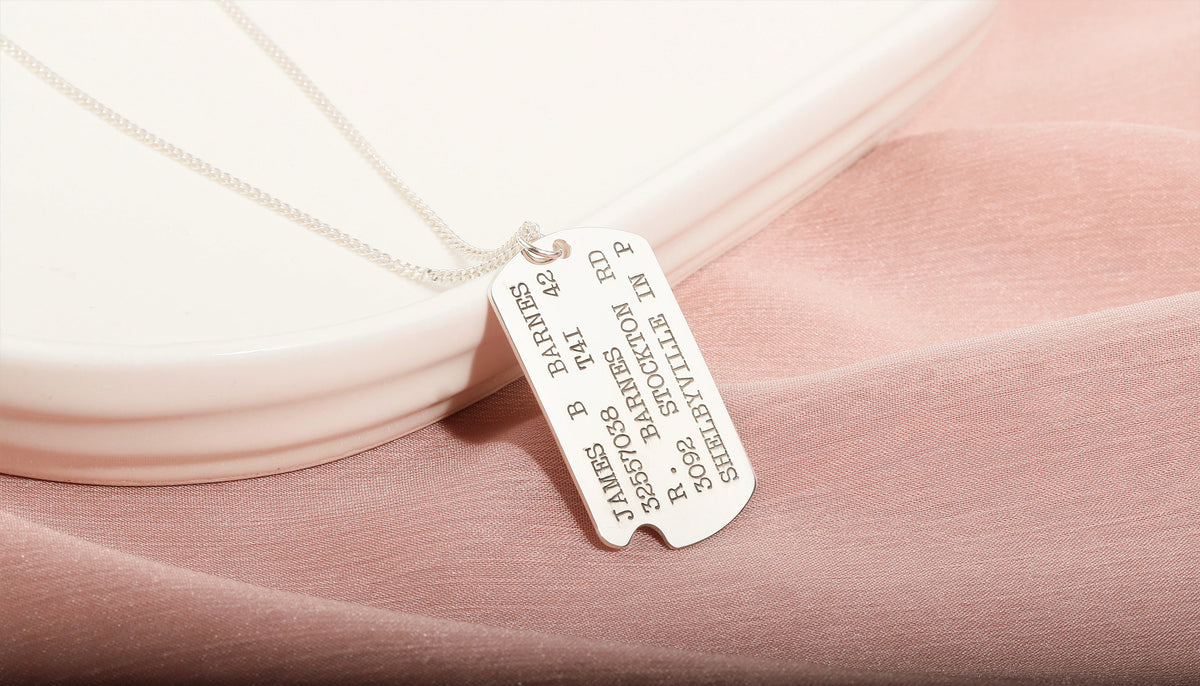 JAMES B BARNES
32557038 T41 42
R. BARNES
3092 STOCKTON RD
SHELBYVILLE IN P